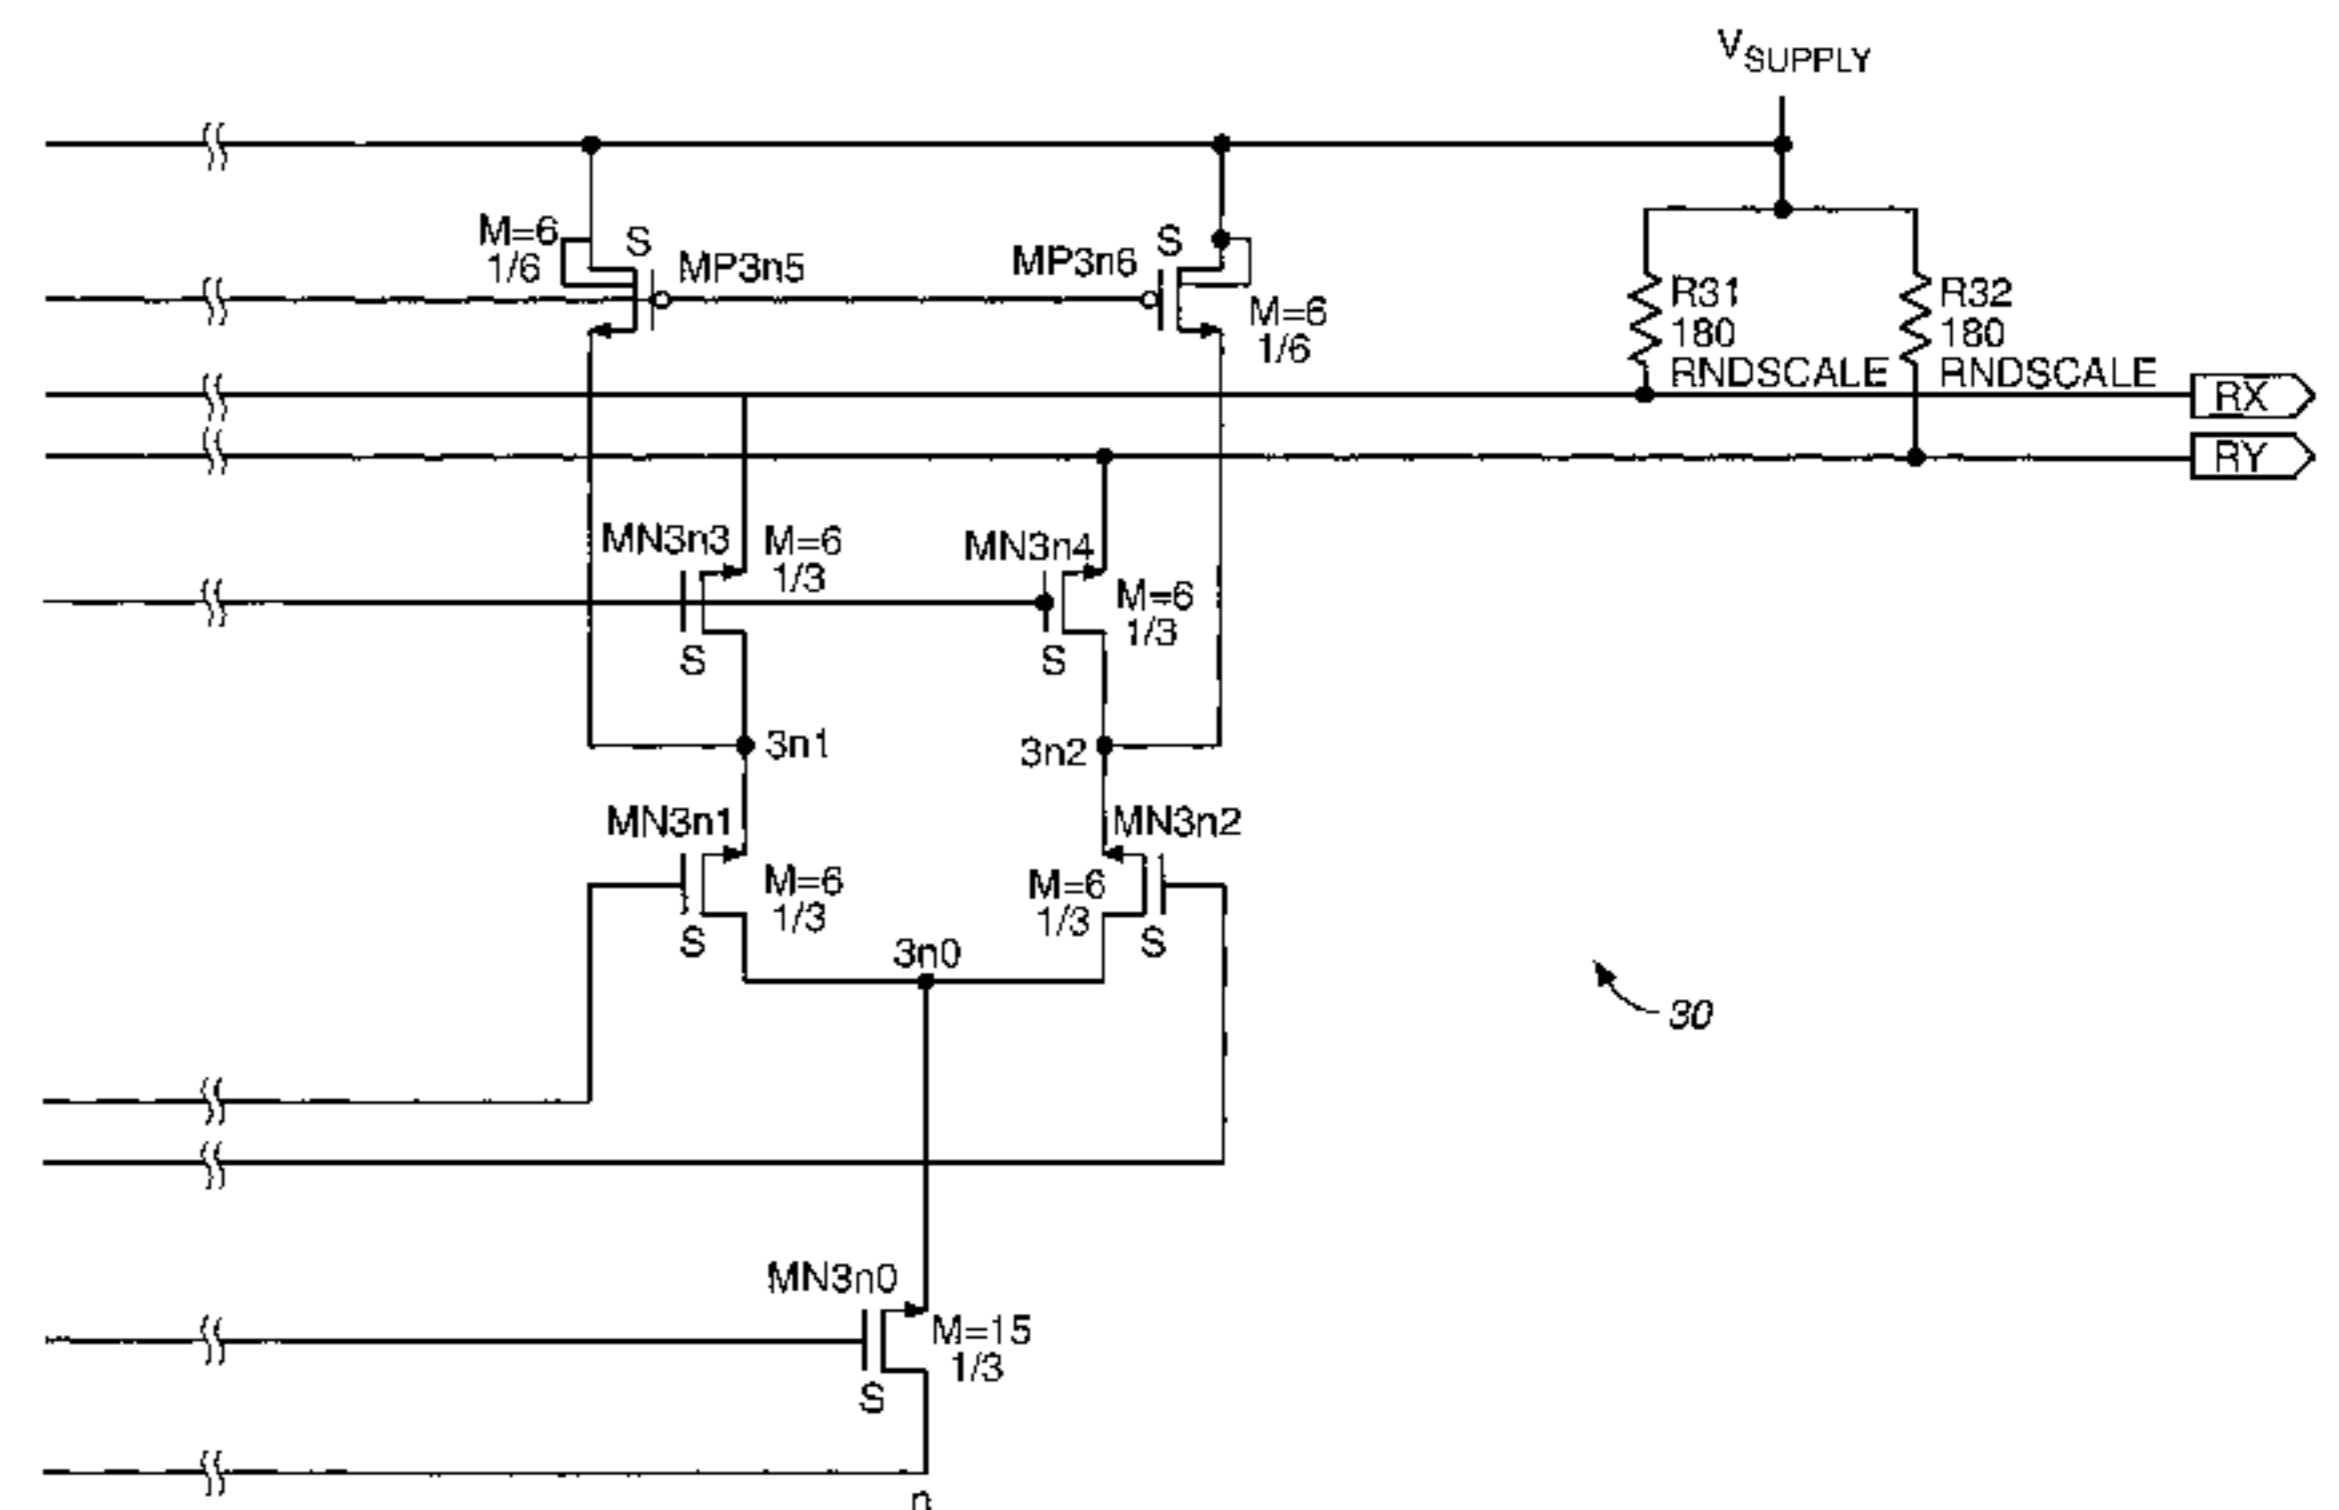 VSUPPLY
M=6
1/6
S
MP3n5
MP3n6
S
M=6
1/6
R31
180
RNDSCALE
R32
180
RNDSCALE
RX
RY
MN3n3
M=6
1/3
S
MN3n4
M=6
1/3
S
3n1
3n2
MN3n1
M=6
1/3
S
MN3n2
M=6
1/3
S
3n0
30
MN3n0
M=15
1/3
S
n